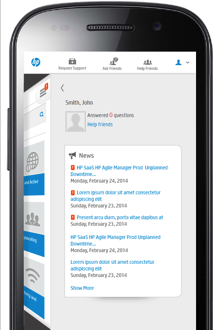 hp
Request Support
Ask Friends
Help Friends
Smith, John
Answered 0 questions
Help friends
News
HP SaaS HP Agile Manager Prod Unplanned
Downtime...
Monday, February 24, 2014
Lorem ipsum dolor sit amet consectetur
adipiscing edit
Sunday, February 23, 2014
Present arcu diam, porta vitae dapibus at
Sunday, February 23, 2014
HP SaaS HP Agile Manager Prod Unplanned
Downtime...
Monday, February 24, 2014
Lorem ipsum dolor sit amet consectetur
adipiscing edit
Sunday, February 23, 2014
Show More